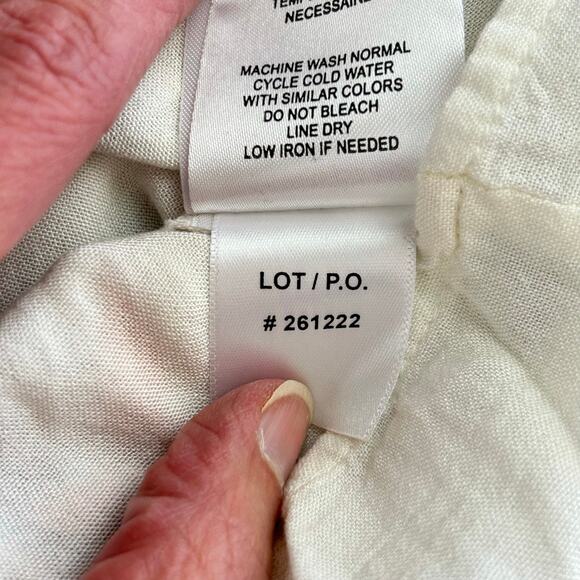 NECESSAIRE
MACHINE WASH NORMAL
CYCLE COLD WATER
WITH SIMILAR COLORS
DO NOT BLEACH
LINE DRY
LOW IRON IF NEEDED
LOT / P.O.
# 261222